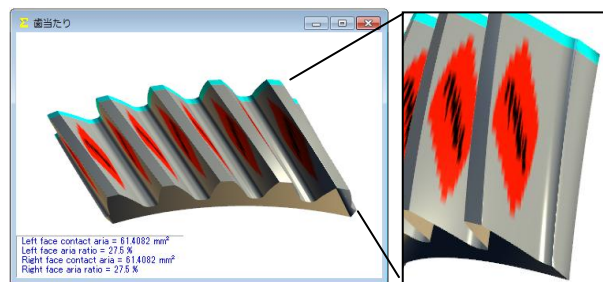 Σ 歯当たり
Left face contact aria = 61.4082 mm²
Left face aria ratio = 27.5 %
Right face contact aria = 61.4082 mm²
Right face aria ratio = 27.5 %